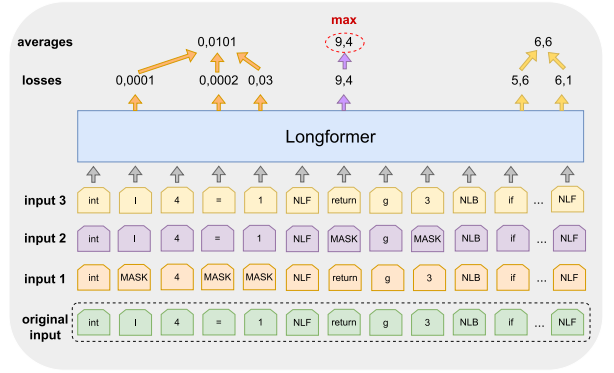 max
averages 0,0101 9,4 6,6
losses 0,0001 0,0002 0,03 9,4 5,6 6,1
Longformer
input 3 int I 4 = 1 NLF return g 3 NLB if ... NLF
input 2 int I 4 = 1 NLF MASK g MASK NLB if ... NLF
input 1 int MASK 4 MASK MASK NLF return g 3 NLB if ... NLF
original
input int I 4 = 1 NLF return g 3 NLB if ... NLF